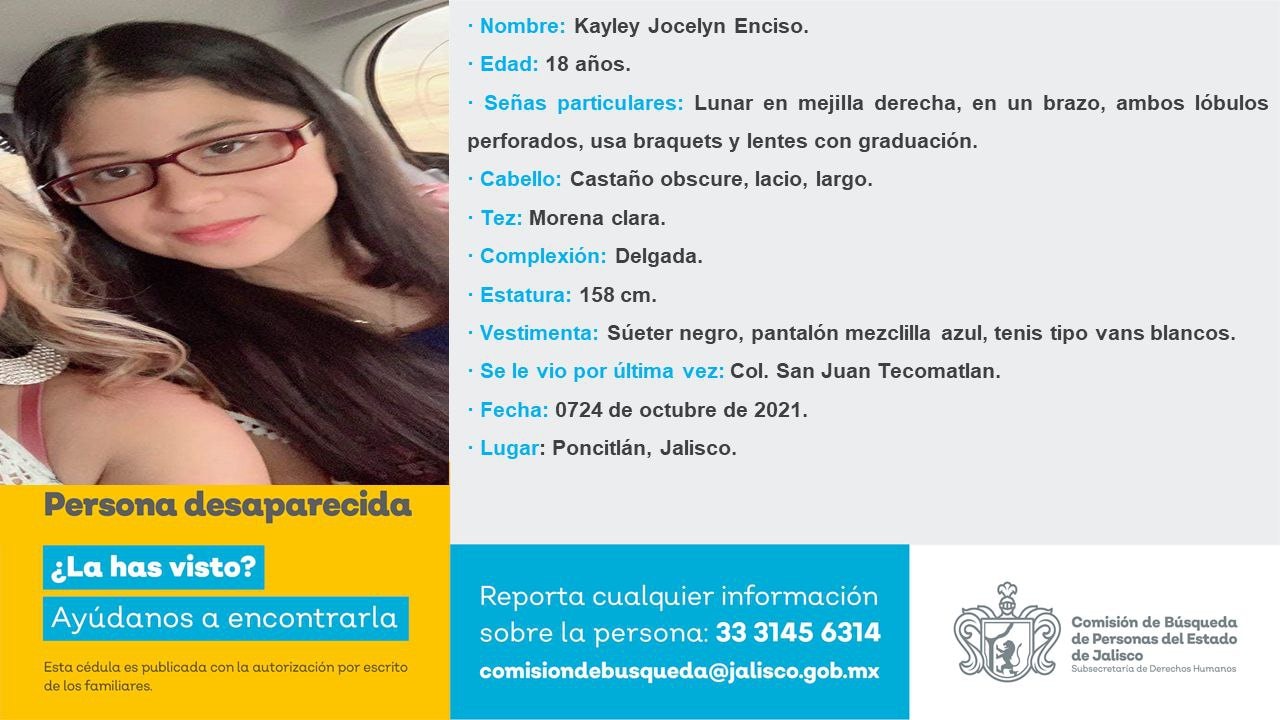 · Nombre: Kayley Jocelyn Enciso.
· Edad: 18 años.
· Señas particulares: Lunar en mejilla derecha, en un brazo, ambos lóbulos
perforados, usa braquets y lentes con graduación.
· Cabello: Castaño obscure, lacio, largo.
· Tez: Morena clara.
· Complexión: Delgada.
· Estatura: 158 cm.
· Vestimenta: Súeter negro, pantalón mezclilla azul, tenis tipo vans blancos.
· Se le vio por última vez: Col. San Juan Tecomatlan.
· Fecha: 0724 de octubre de 2021.
· Lugar: Poncitlán, Jalisco.
Persona desaparecida
¿La has visto?
Ayúdanos a encontrarla
Esta cédula es publicada con la autorización por escrito
de los familiares.
Reporta cualquier información
sobre la persona: 33 3145 6314
comisiondebusqueda@jalisco.gob.mx
Comisión de Búsqueda
de Personas del Estado
de Jalisco
Subsecretaría de Derechos Humanos